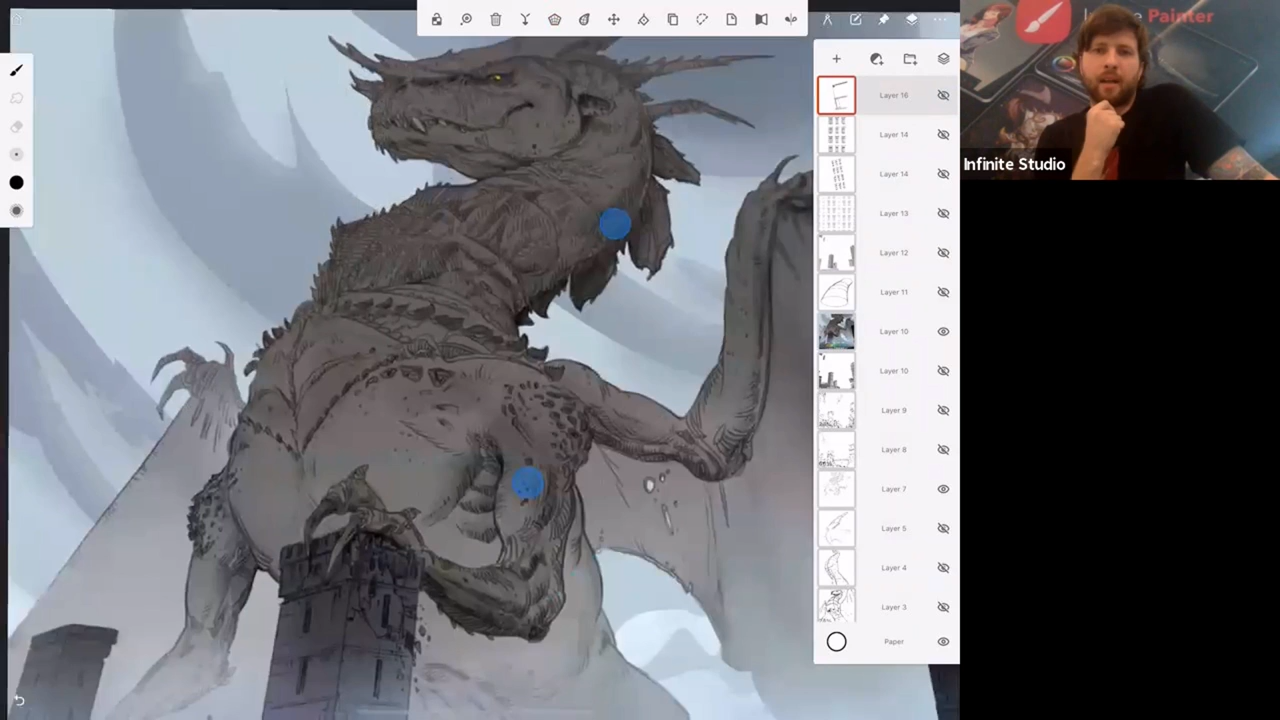 Painter
Infinite Studio
Layer 16
Layer 14
Layer 14
Layer 13
Layer 12
Layer 11
Layer 10
Layer 10
Layer 9
Layer 8
Layer 7
Layer 5
Layer 4
Layer 3
Paper